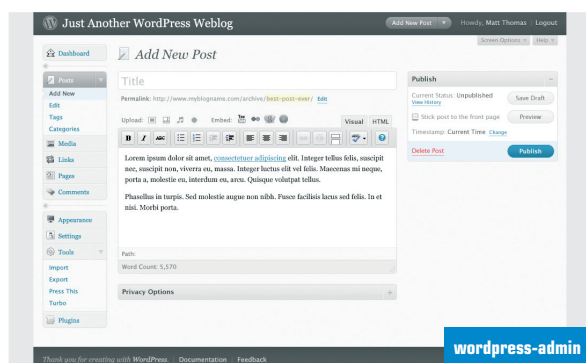 Just Another WordPress Weblog
Add New Post
Howdy, Matt Thomas | Logout
Screen Options
Help
Dashboard
Add New Post
Posts
Add New
Edit
Tags
Categories
Media
Links
Pages
Comments
Appearance
Settings
Tools
Import
Export
Press This
Turbo
Plugins
Title
Permalink: http://www.myblogname.com/archive/best-post-ever/ Edit
Upload:
Embed:
Visual HTML
B I ABC
Lorem ipsum dolor sit amet, consectetuer adipiscing elit. Integer tellus felis, suscipit
nec, suscipit non, viverra eu, massa. Integer luctus elit vel felis. Maecenas mi neque,
porta a, molestie eu, interdum eu, arcu. Quisque volutpat tellus.
Phasellus in turpis. Sed molestie augue non nibh. Fusce facilisis lacus sed felis. In et
nisi. Morbi porta.
Path:
Word Count: 5,570
Privacy Options
Publish
Current Status: Unpublished
View History
Save Draft
Stick post to the front page
Preview
Timestamp: Current Time Change
Delete Post
Publish
Thank you for creating with WordPress. | Documentation | Feedback
wordpress-admin